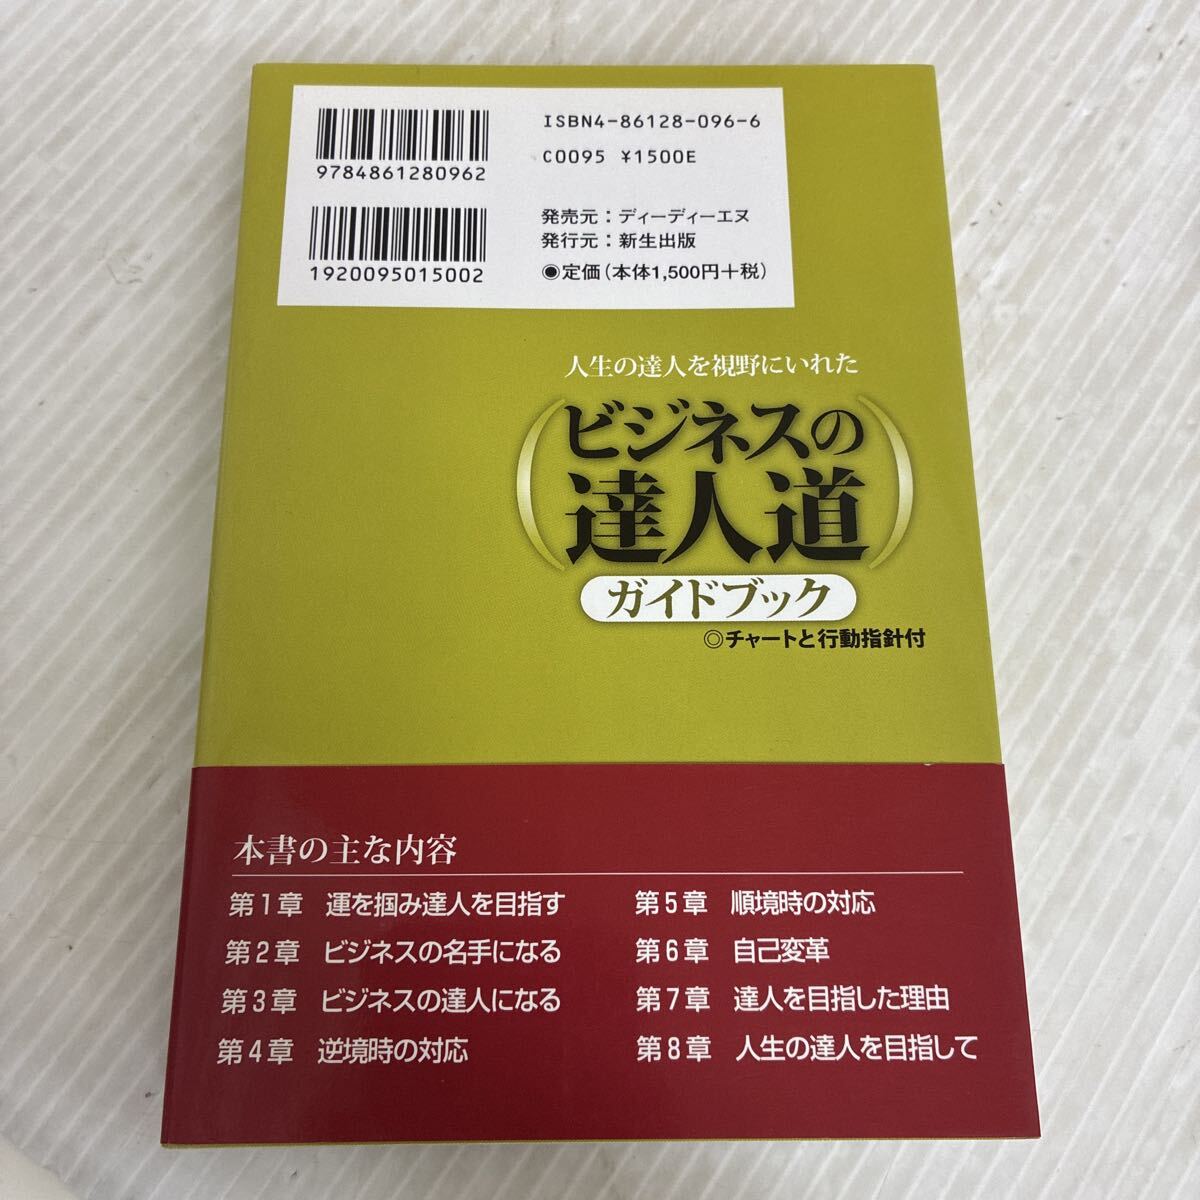 9784861280962
1920095015002
ISBN4-86128-096-6
C0095 ¥1500E
発売元：ディーディーエヌ
発行元：新生出版
◉定価（本体1,500円＋税）
人生の達人を視野にいれた
（ビジネスの
達人道）
ガイドブック
◎チャートと行動指針付
本書の主な内容
第1章 運を掴み達人を目指す
第2章 ビジネスの名手になる
第3章 ビジネスの達人になる
第4章 逆境時の対応
第5章 順境時の対応
第6章 自己変革
第7章 達人を目指した理由
第8章 人生の達人を目指して